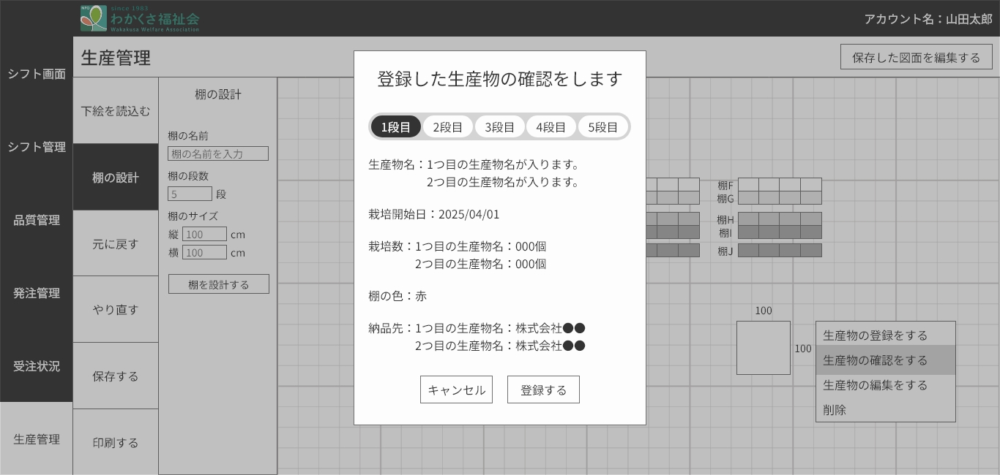 NPO
since 1983
わかくさ福祉会
Wakakusa Welfare Association
アカウント名：山田太郎
シフト画面
シフト管理
品質管理
発注管理
受注状況
生産管理
生産管理
保存した図面を編集する
下絵を読込む
棚の設計
元に戻す
やり直す
保存する
印刷する
棚の設計
棚の名前
棚の名前を入力
棚の段数
5 段
棚のサイズ
縦 100 cm
横 100 cm
棚を設計する
登録した生産物の確認をします
1段目 2段目 3段目 4段目 5段目
生産物名：1つ目の生産物名が入ります。
2つ目の生産物名が入ります。
栽培開始日：2025/04/01
栽培数：1つ目の生産物名：000個
2つ目の生産物名：000個
棚の色：赤
納品先：1つ目の生産物名：株式会社●●
2つ目の生産物名：株式会社●●
キャンセル 登録する
棚F
棚G
棚H
棚I
棚J
100
100
生産物の登録をする
生産物の確認をする
生産物の編集をする
削除